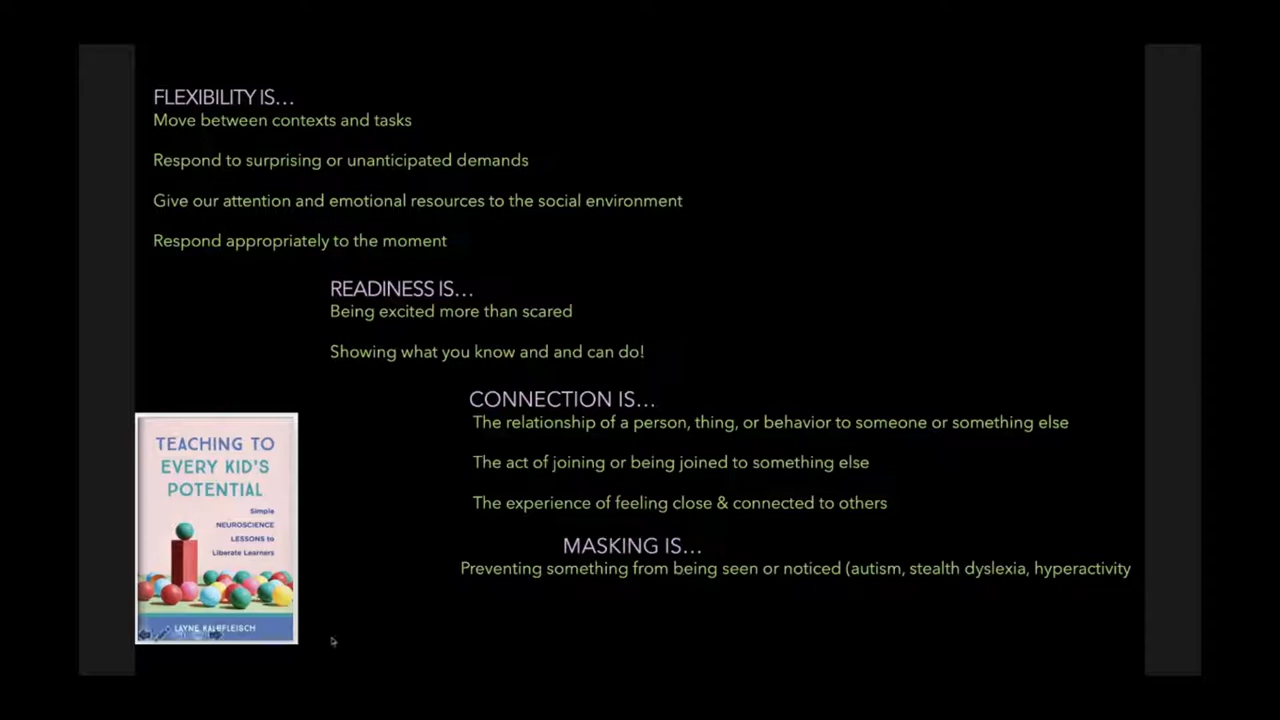 FLEXIBILITY IS…
Move between contexts and tasks
Respond to surprising or unanticipated demands
Give our attention and emotional resources to the social environment
Respond appropriately to the moment
READINESS IS…
Being excited more than scared
Showing what you know and and can do!
CONNECTION IS…
The relationship of a person, thing, or behavior to someone or something else
The act of joining or being joined to something else
The experience of feeling close & connected to others
MASKING IS…
Preventing something from being seen or noticed (autism, stealth dyslexia, hyperactivity
TEACHING TO
EVERY KID'S
POTENTIAL
Simple
NEUROSCIENCE
LESSONS to
Liberate Learners
LAYNE KALBFLEISCH